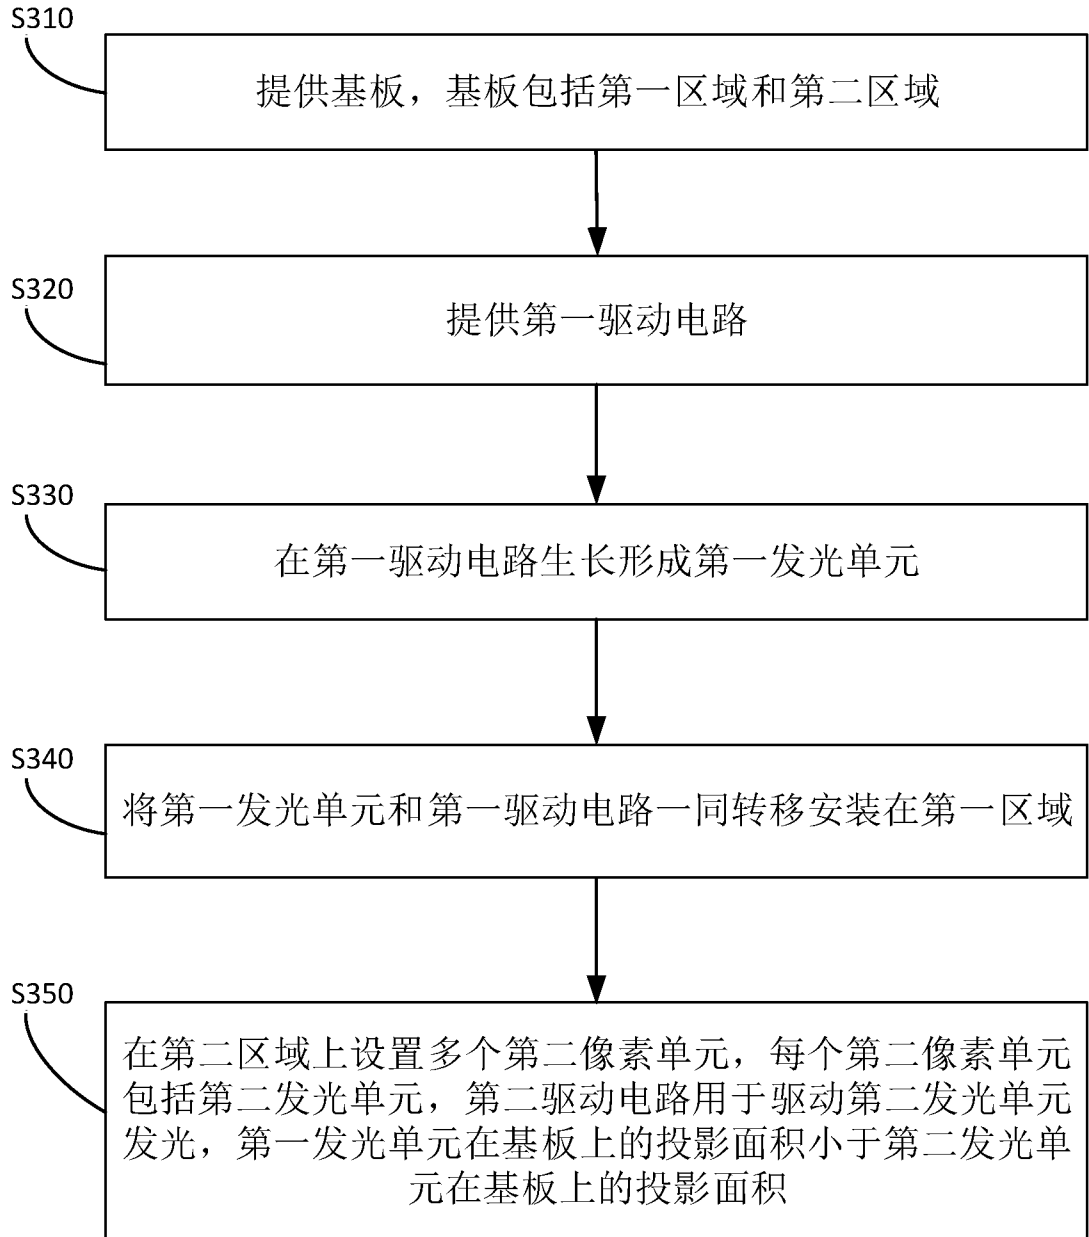 S310
提供基板，基板包括第一区域和第二区域
S320
提供第一驱动电路
S330
在第一驱动电路生长形成第一发光单元
S340
将第一发光单元和第一驱动电路一同转移安装在第一区域
S350
在第二区域上设置多个第二像素单元，每个第二像素单元
包括第二发光单元，第二驱动电路用于驱动第二发光单元
发光，第一发光单元在基板上的投影面积小于第二发光单
元在基板上的投影面积